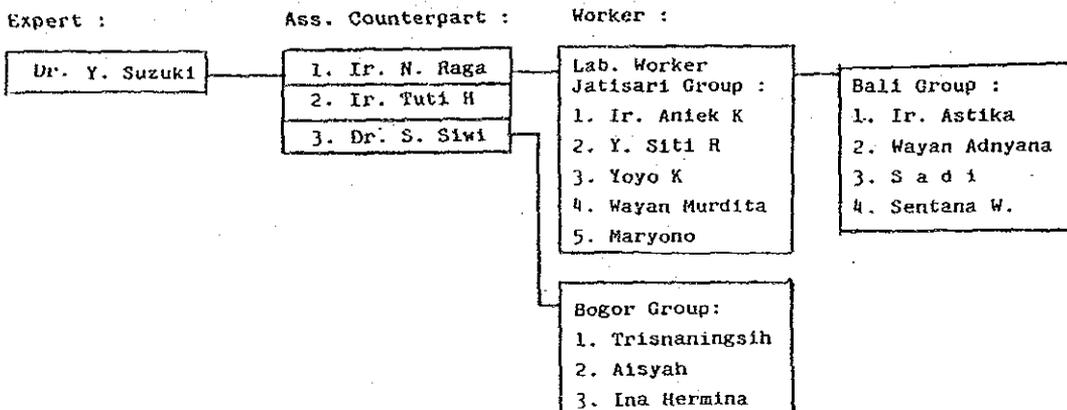 Expert :
Ass. Counterpart :
Worker :
Dr. Y. Suzuki
1. Ir. N. Raga
2. Ir. Tuti H
3. Dr. S. Siwi
Lab. Worker
Jatisari Group :
1. Ir. Aniek K
2. Y. Siti R
3. Yoyo K
4. Wayan Murdita
5. Maryono
Bali Group :
1. Ir. Astika
2. Wayan Adnyana
3. S a d i
4. Sentana W.
Bogor Group:
1. Trisnaningsih
2. Aisyah
3. Ina Hermina